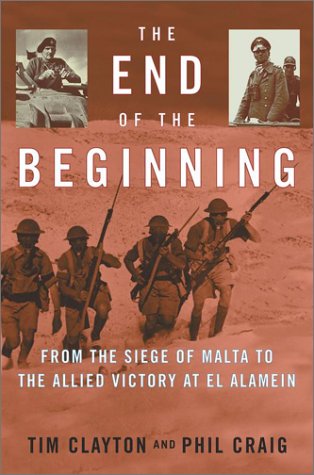 THE
END
OF THE
BEGINNING
FROM THE SIEGE OF MALTA TO
THE ALLIED VICTORY AT EL ALAMEIN
TIM CLAYTON AND PHIL CRAIG